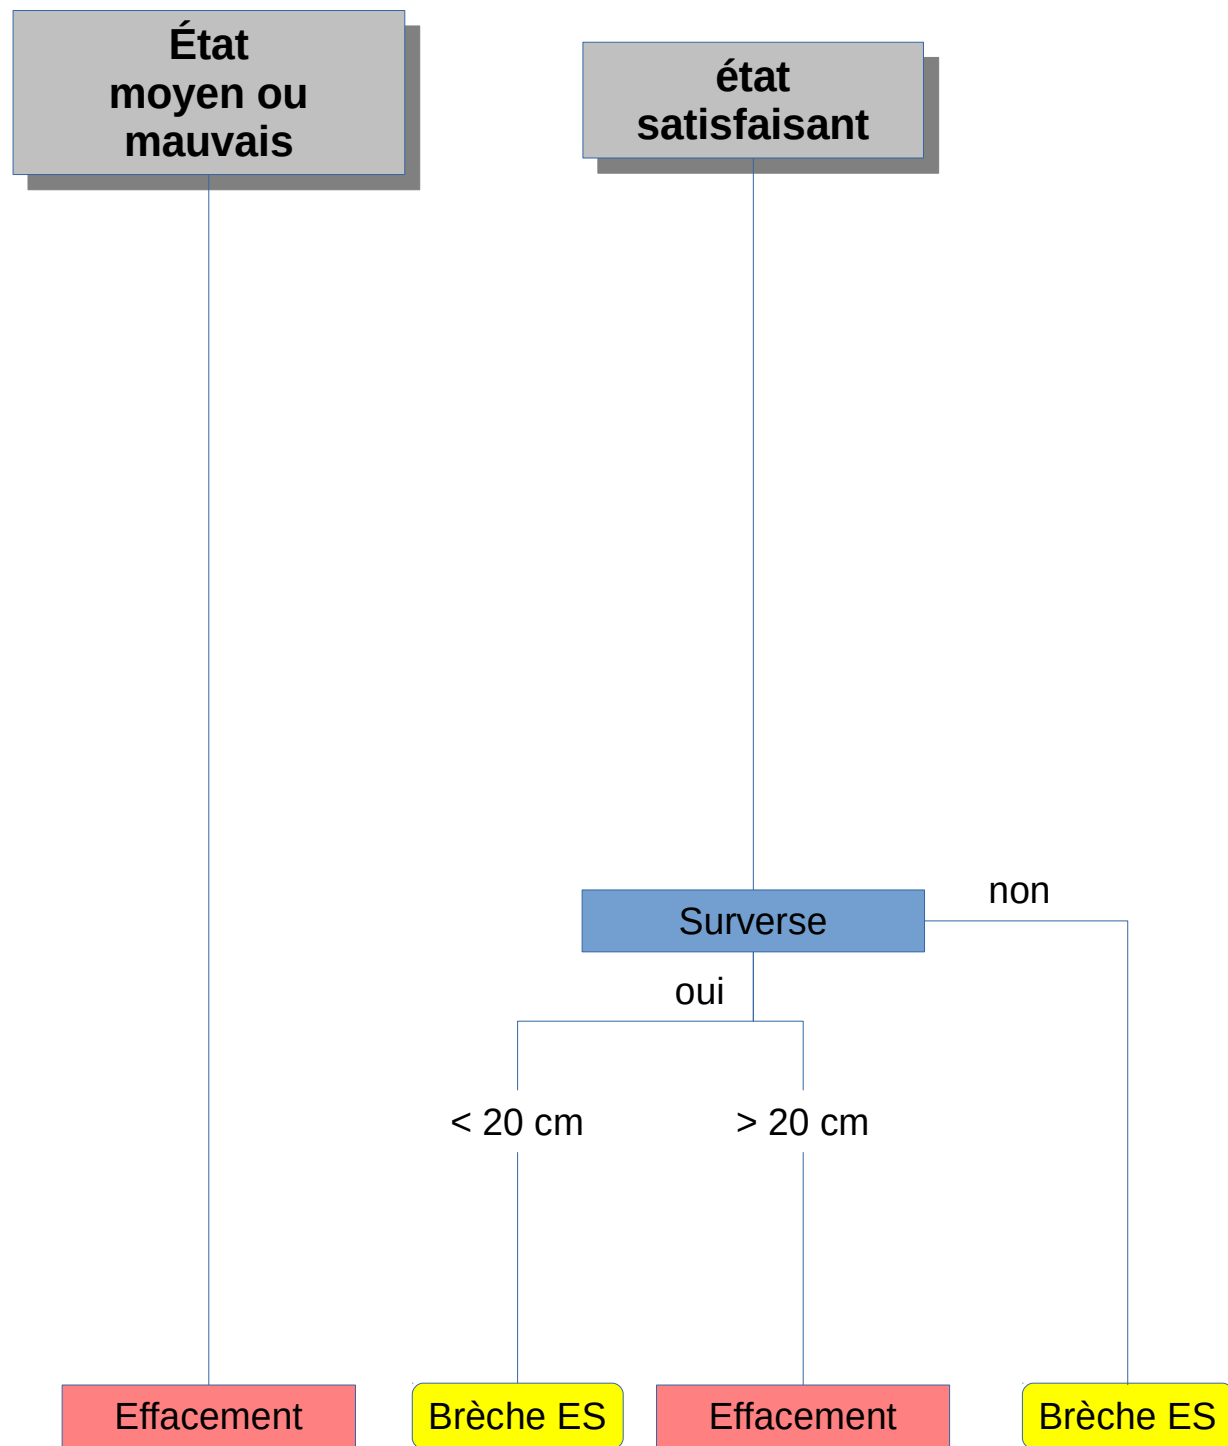 État
moyen ou
mauvais
état
satisfaisant
Surverse
non
oui
< 20 cm
> 20 cm
Effacement
Brèche ES
Effacement
Brèche ES